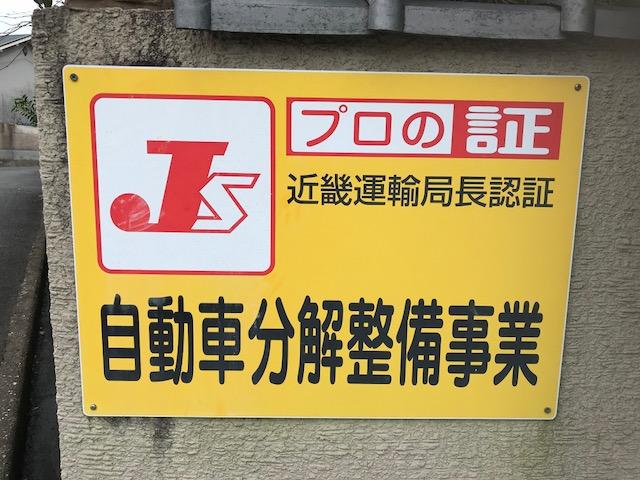 JS
プロの証
近畿運輸局長認証
自動車分解整備事業